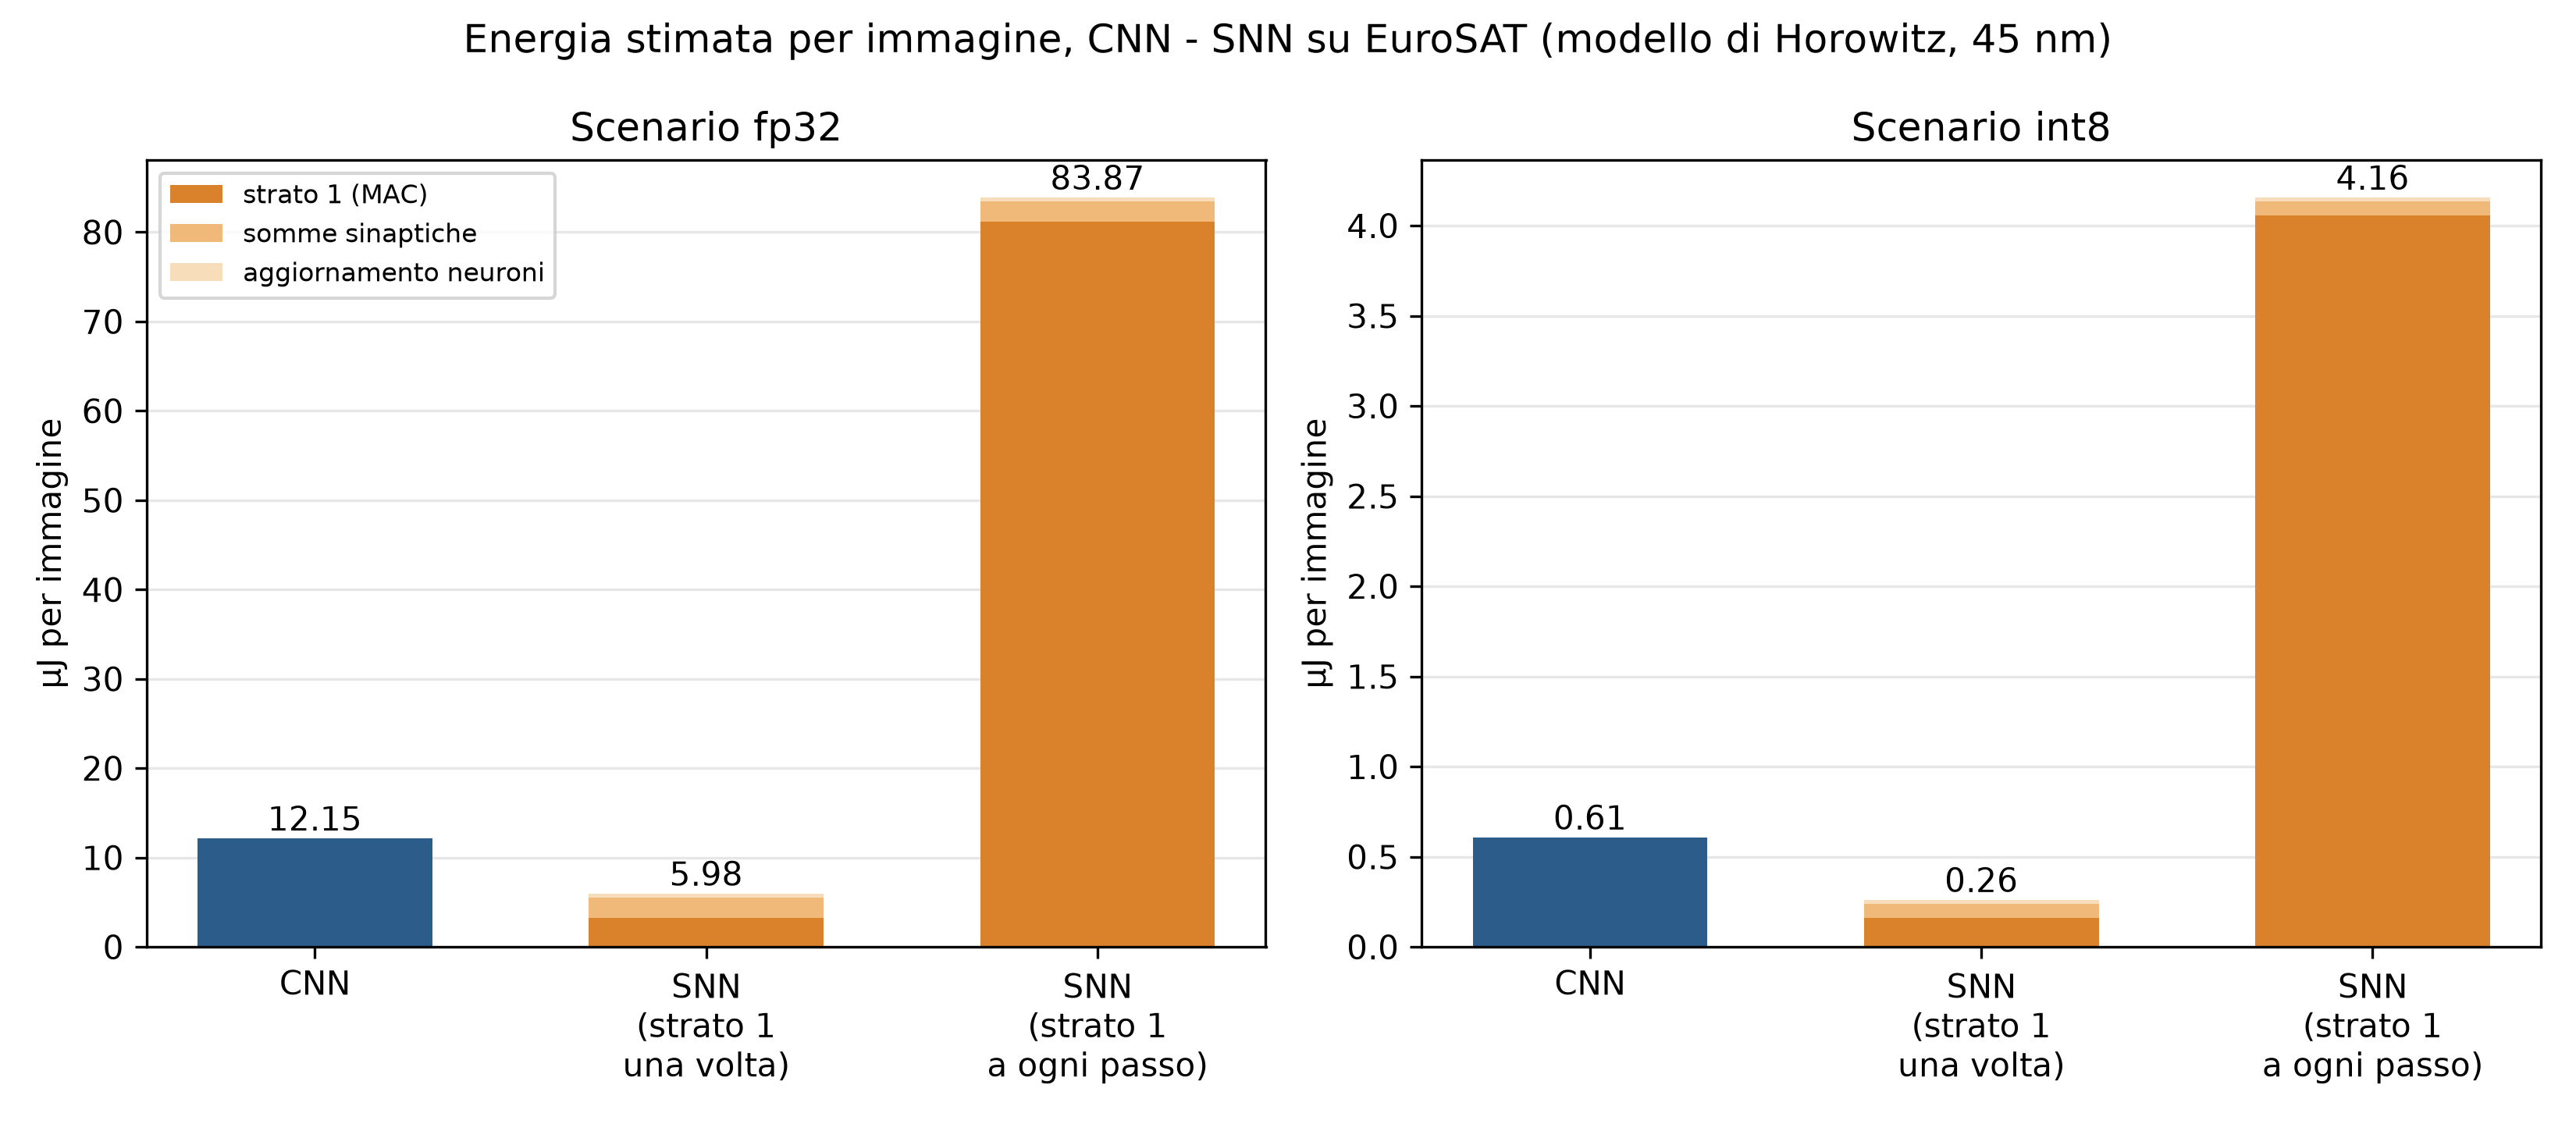 Energia stimata per immagine, CNN - SNN su EuroSAT (modello di Horowitz, 45 nm)
Scenario fp32
strato 1 (MAC)
somme sinaptiche
aggiornamento neuroni
µJ per immagine
80
70
60
50
40
30
20
10
0
12.15
5.98
83.87
CNN
SNN
(strato 1
una volta)
SNN
(strato 1
a ogni passo)
Scenario int8
µJ per immagine
4.0
3.5
3.0
2.5
2.0
1.5
1.0
0.5
0.0
0.61
0.26
4.16
CNN
SNN
(strato 1
una volta)
SNN
(strato 1
a ogni passo)